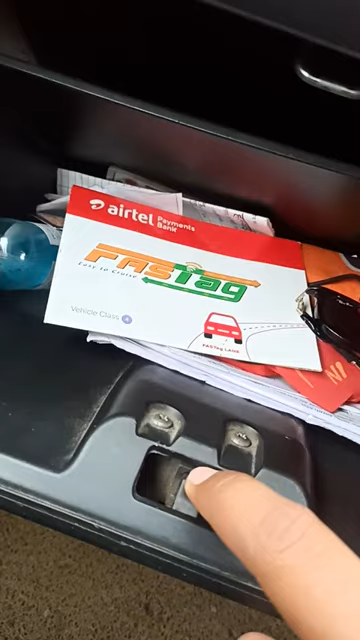 airtel Payments Bank
FASTag
Easy to Cruise
Vehicle Class 4
FASTag LANE